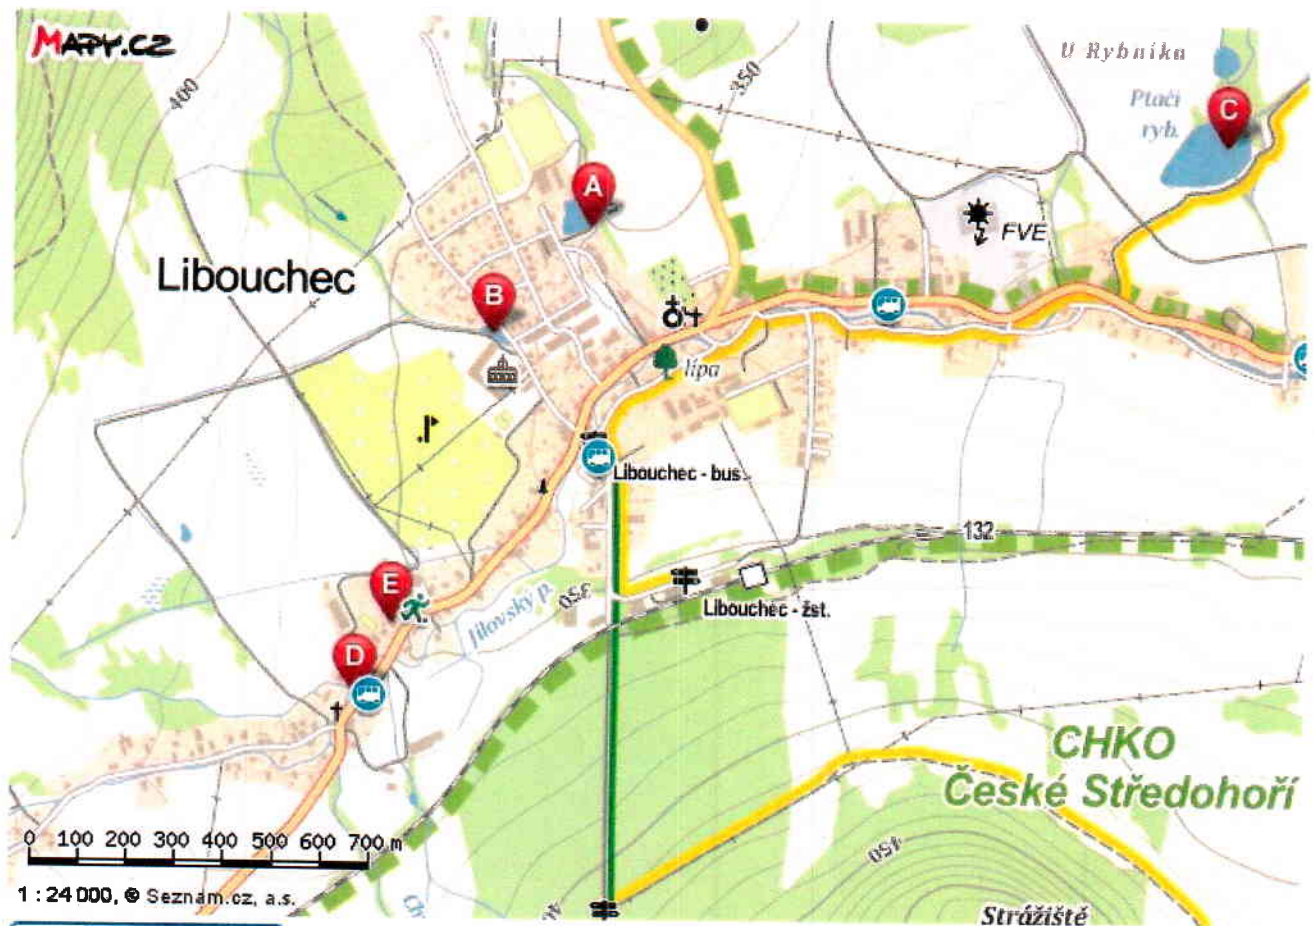 MAPY.CZ
400
350
U Rybníka
Ptačí
ryb.
C
A
FVE
Libouchec
B
lípa
Libouchec - bus.
132
E
350
Jílovský p.
Libouchec - žst.
D
CHKO
České Středohoří
0 100 200 300 400 500 600 700 m
450
1 : 24 000, © Seznam.cz, a.s.
Strážiště